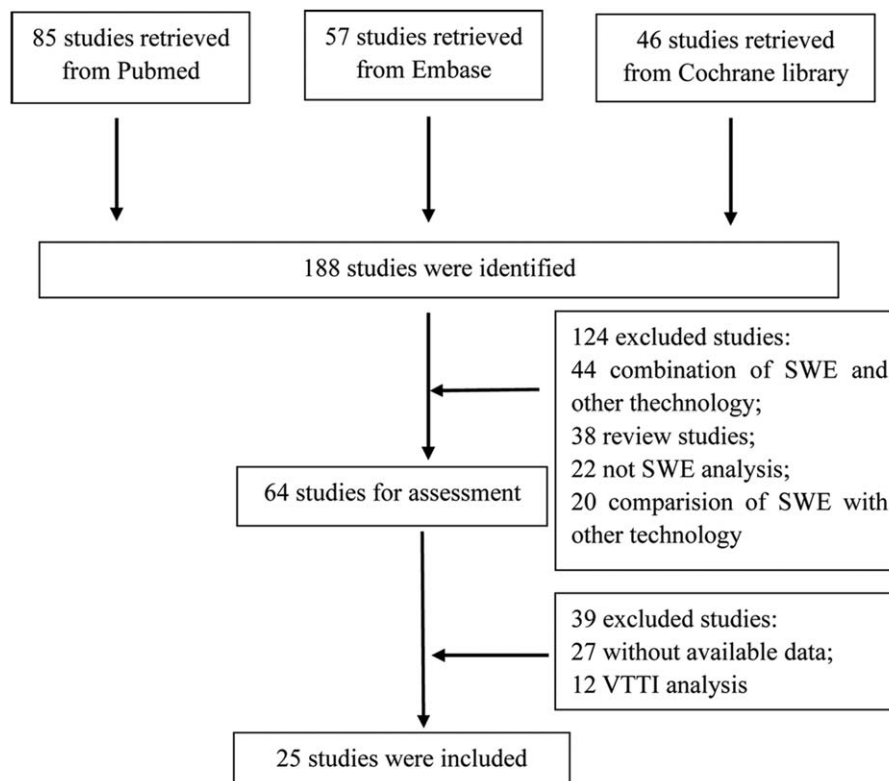 85 studies retrieved
from Pubmed
57 studies retrieved
from Embase
46 studies retrieved
from Cochrane library
188 studies were identified
124 excluded studies:
44 combination of SWE and
other thechnology;
38 review studies;
22 not SWE analysis;
20 comparision of SWE with
other technology
64 studies for assessment
39 excluded studies:
27 without available data;
12 VTTI analysis
25 studies were included